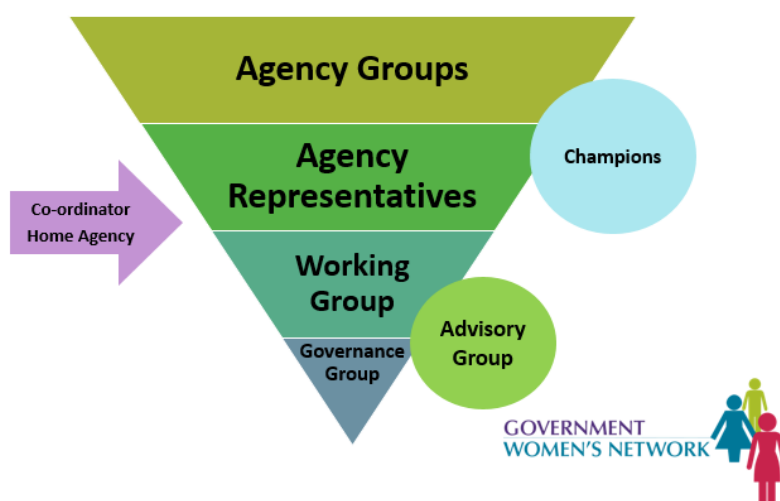 Agency Groups
Agency
Representatives
Champions
Co-ordinator
Home Agency
Working
Group
Advisory
Group
Governance
Group
GOVERNMENT
WOMEN'S NETWORK